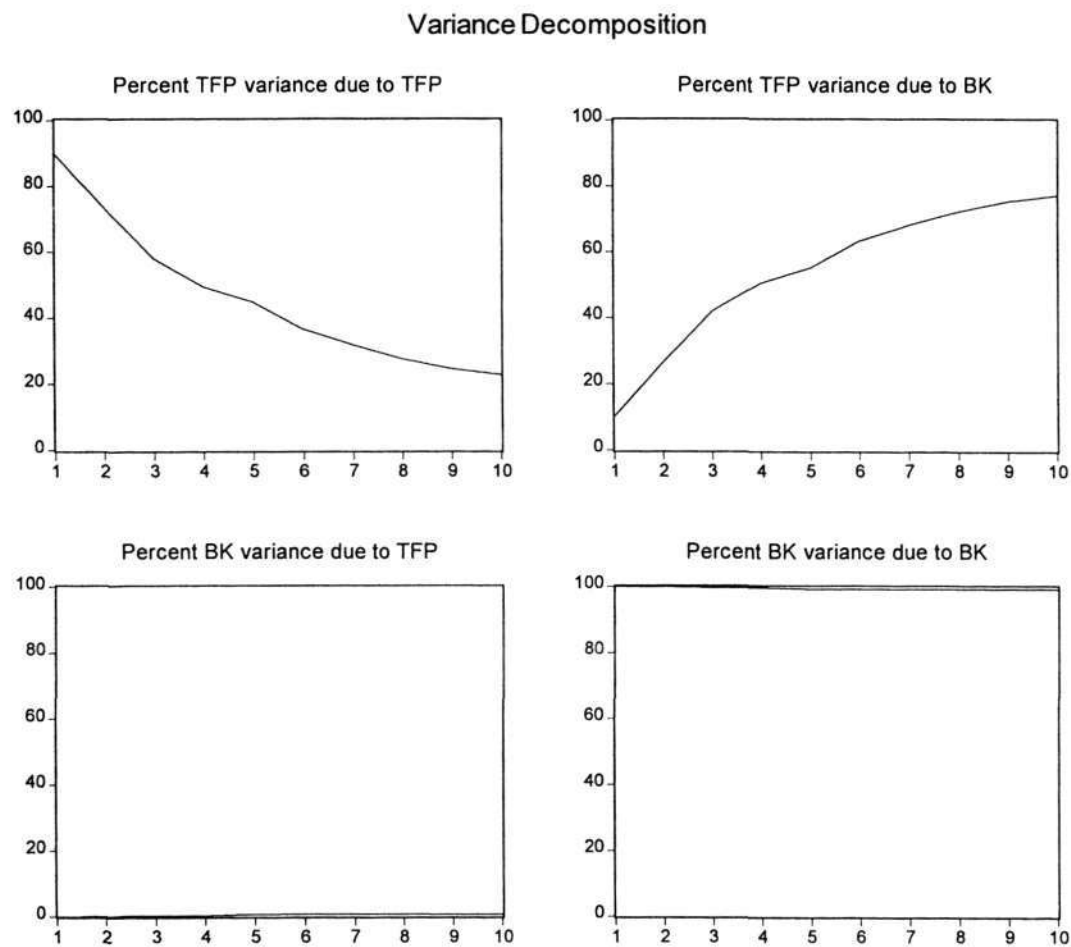 Variance Decomposition
Percent TFP variance due to TFP
100
80
60
40
20
0
1 2 3 4 5 6 7 8 9 10
Percent TFP variance due to BK
100
80
60
40
20
0
1 2 3 4 5 6 7 8 9 10
Percent BK variance due to TFP
100
80
60
40
20
0
1 2 3 4 5 6 7 8 9 10
Percent BK variance due to BK
100
80
60
40
20
0
1 2 3 4 5 6 7 8 9 10